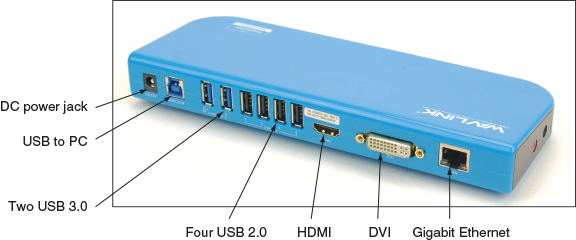 WAVLINK
DC power jack
USB to PC
Two USB 3.0
Four USB 2.0
HDMI
DVI
Gigabit Ethernet